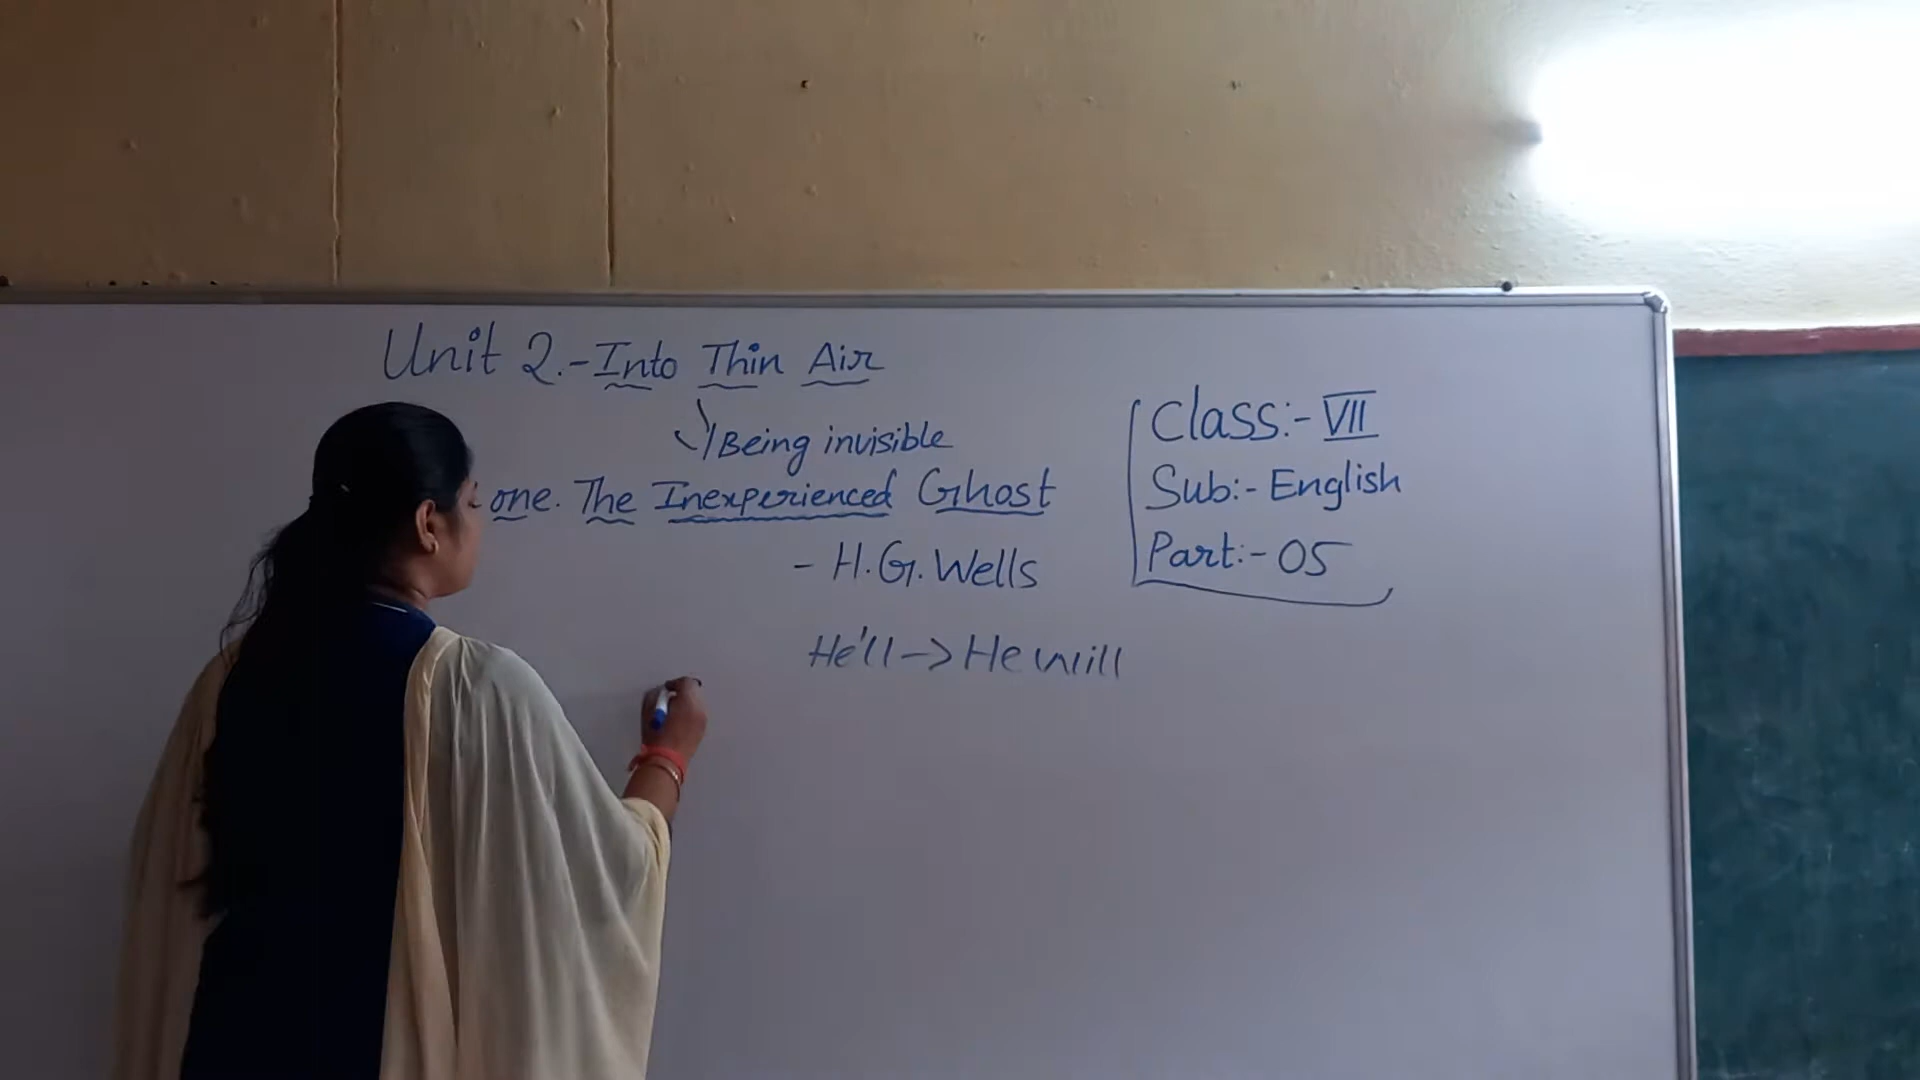 Unit 2.- Into Thin Air
Being invisible
one. The Inexperienced Ghost
- H.G. Wells
He'll -> He will
Class:- VII
Sub:- English
Part:- 05